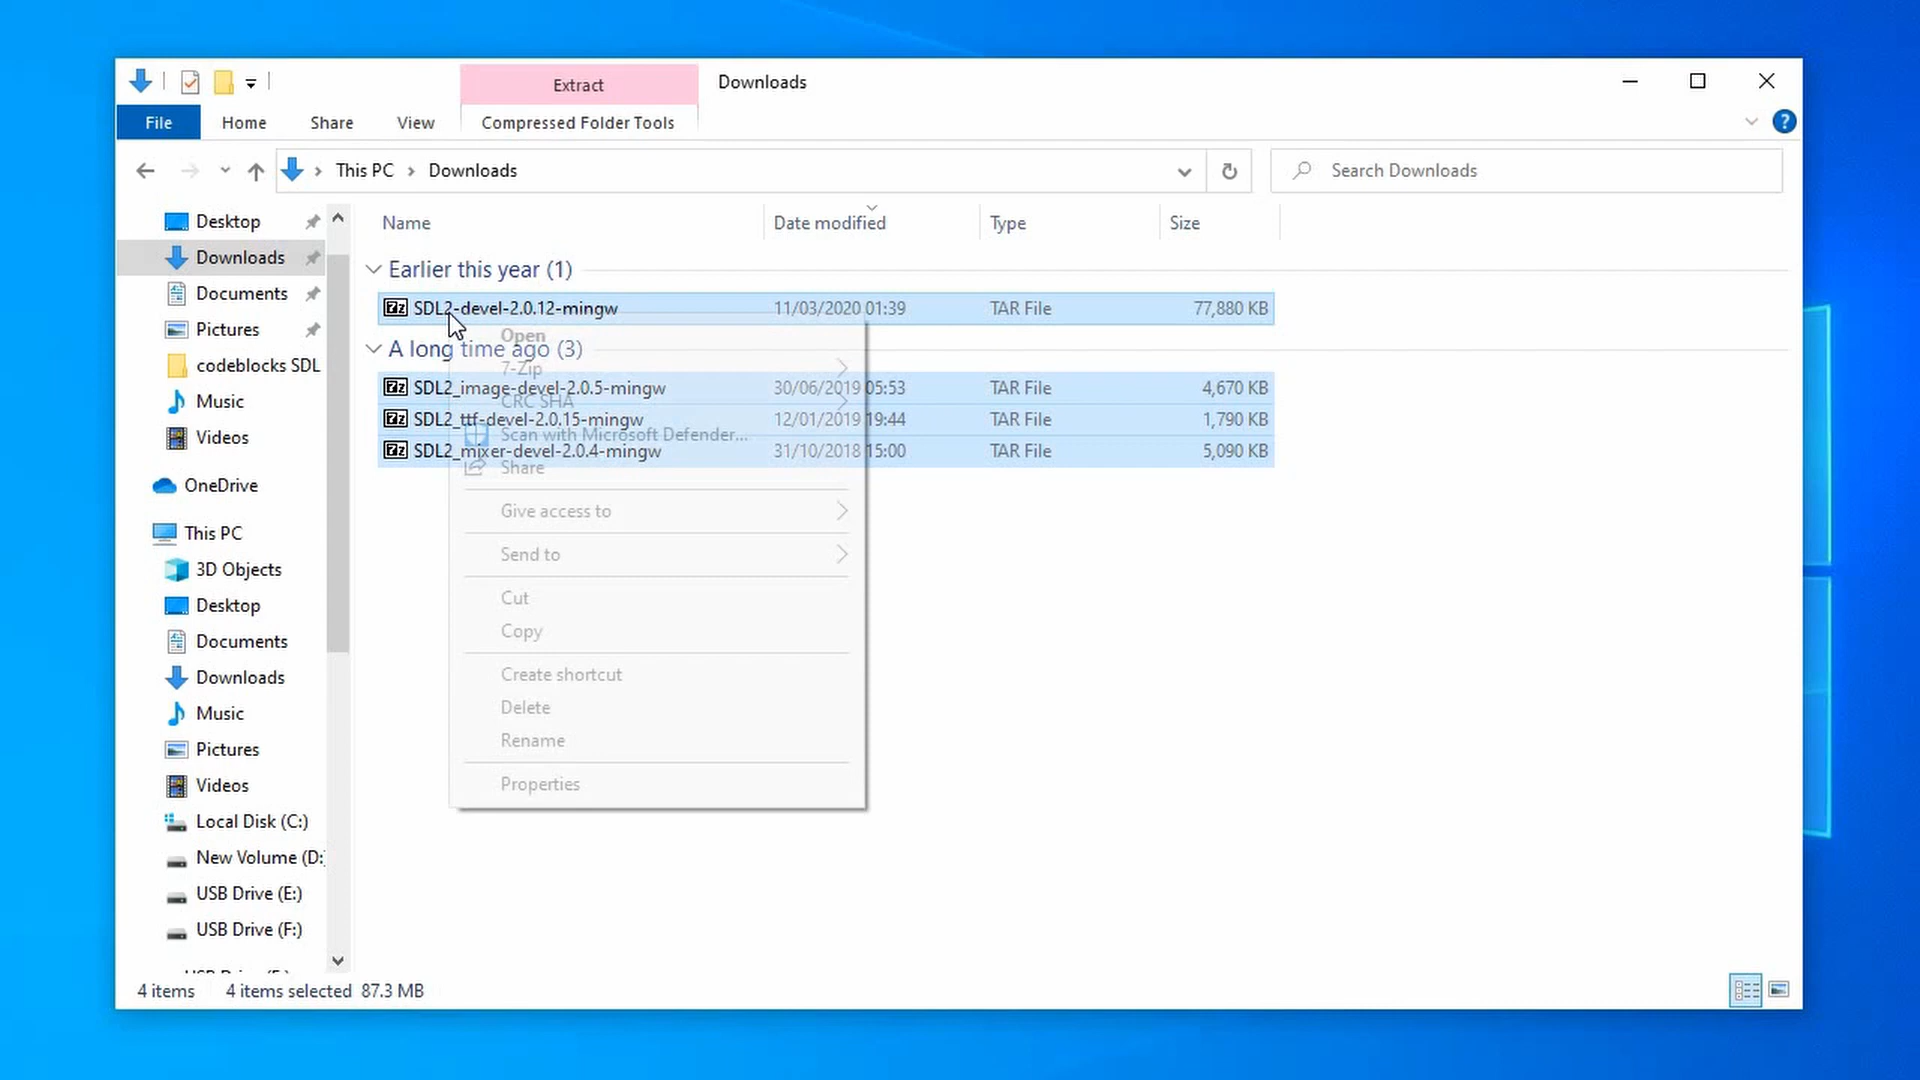 Extract
Downloads
File
Home
Share
View
Compressed Folder Tools
?
This PC
Downloads
Search Downloads
Name
Date modified
Type
Size
Earlier this year (1)
SDL2-devel-2.0.12-mingw 11/03/2020 01:39 TAR File 77,880 KB
A long time ago (3)
SDL2_image-devel-2.0.5-mingw 30/06/2019 05:53 TAR File 4,670 KB
SDL2_ttf-devel-2.0.15-mingw 12/01/2019 19:44 TAR File 1,790 KB
SDL2_mixer-devel-2.0.4-mingw 31/10/2018 15:00 TAR File 5,090 KB
Open
7-Zip
CRC SHA
Scan with Microsoft Defender...
Share
Give access to
Send to
Cut
Copy
Create shortcut
Delete
Rename
Properties
Desktop
Downloads
Documents
Pictures
codeblocks SDL
Music
Videos
OneDrive
This PC
3D Objects
Desktop
Documents
Downloads
Music
Pictures
Videos
Local Disk (C:)
New Volume (D:
USB Drive (E:)
USB Drive (F:)
4 items
4 items selected 87.3 MB